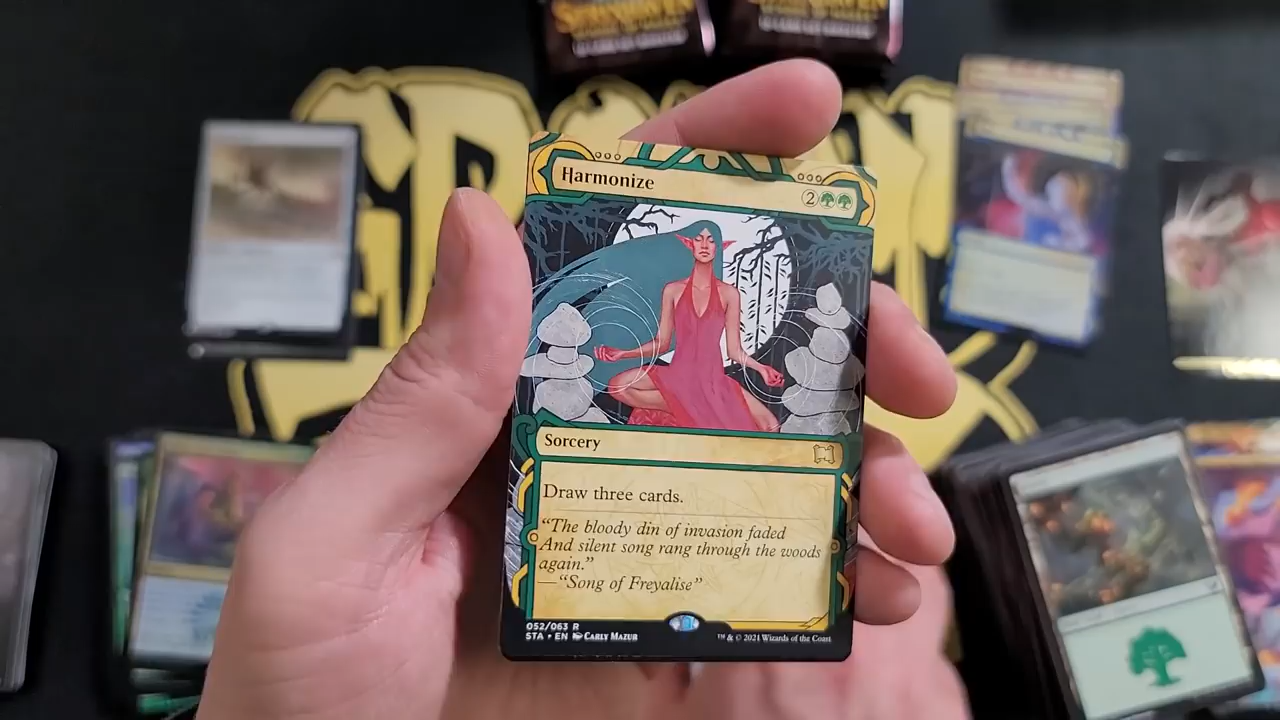 Harmonize
2
Sorcery
Draw three cards.
“The bloody din of invasion faded
And silent song rang through the woods
again.”
—“Song of Freyalise”
052/063 R
STA • EN CARLY MAZUR
™ & © 2021 Wizards of the Coast